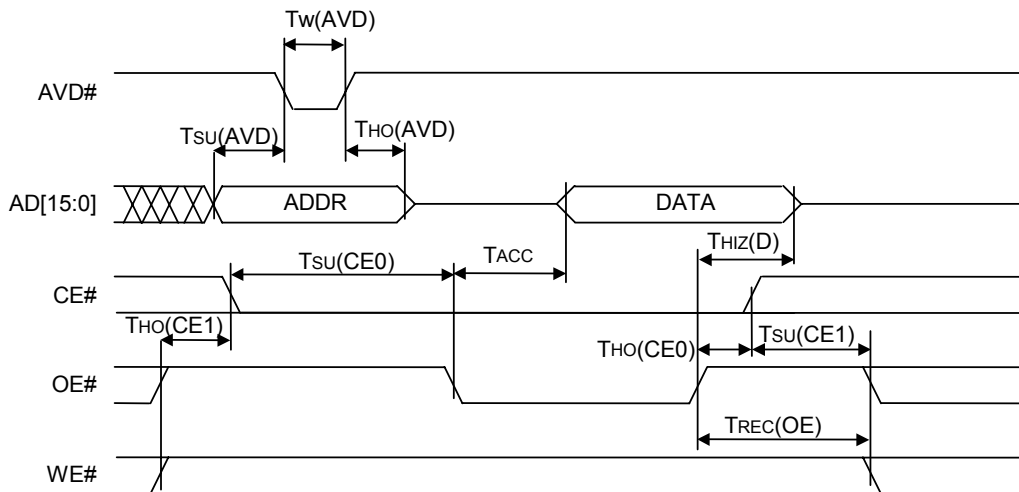 Tw(AVD)
AVD#
TSU(AVD)
THO(AVD)
AD[15:0]
ADDR
DATA
TSU(CE0)
TACC
THIZ(D)
CE#
THO(CE1)
THO(CE0)
TSU(CE1)
OE#
TREC(OE)
WE#